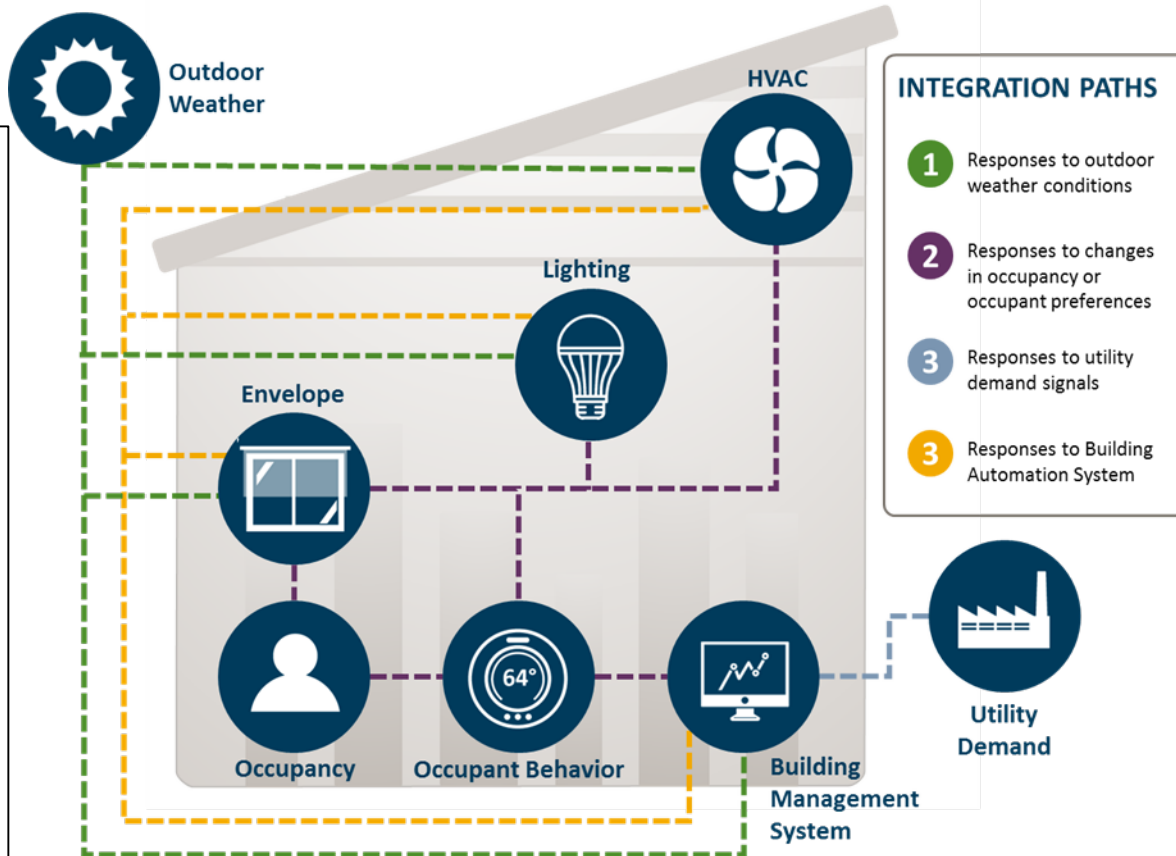 Outdoor
Weather
HVAC
Lighting
Envelope
64°
Occupancy
Occupant Behavior
Building
Management
System
Utility
Demand
INTEGRATION PATHS
1
Responses to outdoor
weather conditions
2
Responses to changes
in occupancy or
occupant preferences
3
Responses to utility
demand signals
3
Responses to Building
Automation System